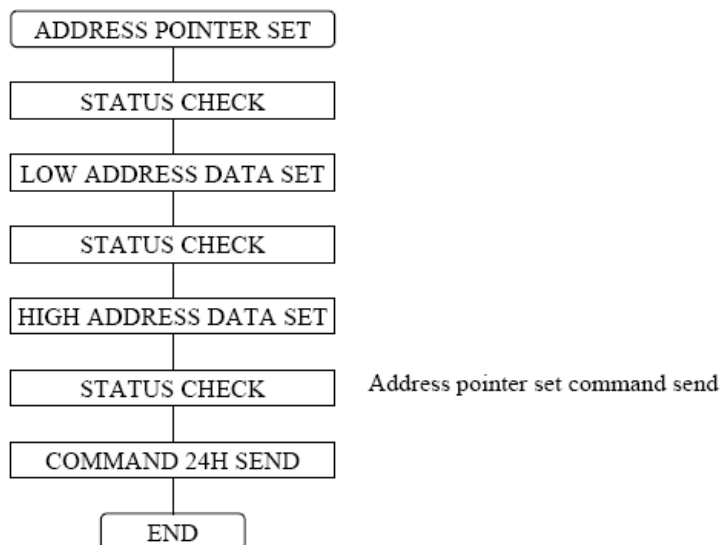 ADDRESS POINTER SET
STATUS CHECK
LOW ADDRESS DATA SET
STATUS CHECK
HIGH ADDRESS DATA SET
STATUS CHECK
Address pointer set command send
COMMAND 24H SEND
END